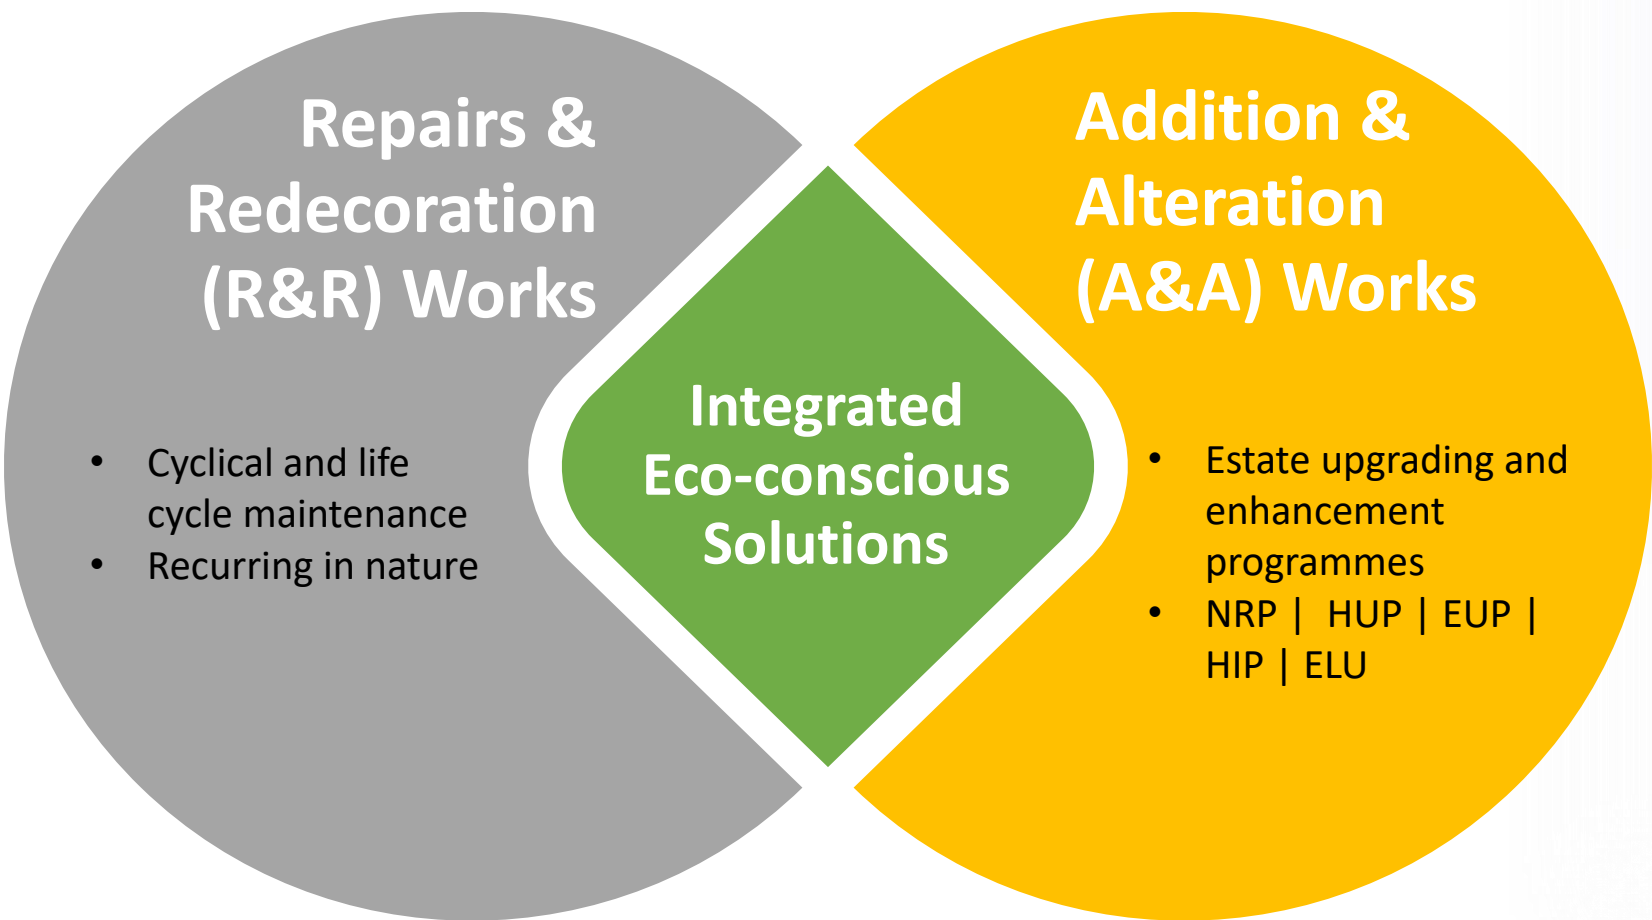 Repairs &
Redecoration
(R&R) Works
• Cyclical and life
cycle maintenance
• Recurring in nature
Integrated
Eco-conscious
Solutions
Addition &
Alteration
(A&A) Works
• Estate upgrading and
enhancement
programmes
• NRP | HUP | EUP |
HIP | ELU